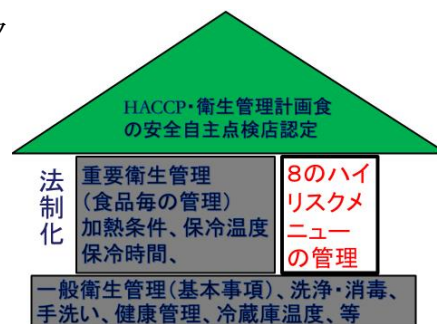 HACCP・衛生管理計画食
の安全自主点検店認定
法制化
重要衛生管理
(食品毎の管理)
加熱条件、保冷温度
保冷時間、
8のハイ
リスクメ
ニュー
の管理
一般衛生管理(基本事項)、洗浄・消毒、
手洗い、健康管理、冷蔵庫温度、等